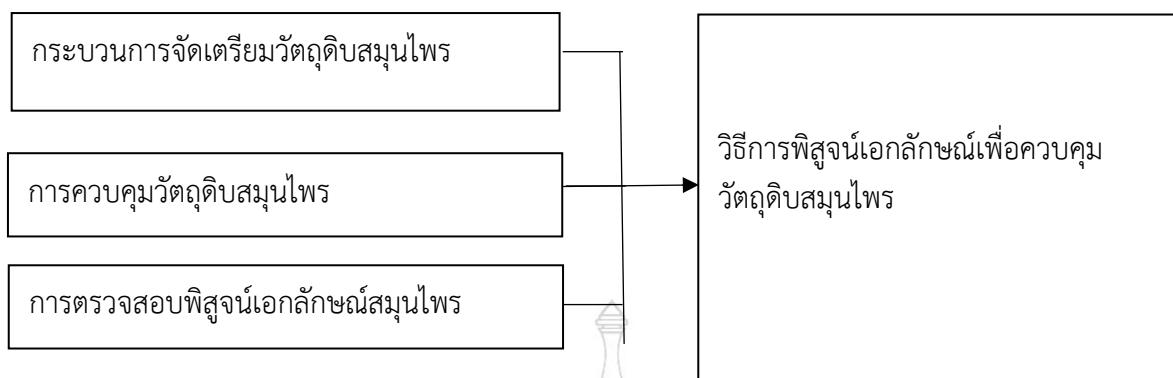 กระบวนการจัดเตรียมวัตถุดิบสมุนไพร
การควบคุมวัตถุดิบสมุนไพร
การตรวจสอบพิสูจน์เอกลักษณ์สมุนไพร
วิธีการพิสูจน์เอกลักษณ์เพื่อควบคุม
วัตถุดิบสมุนไพร